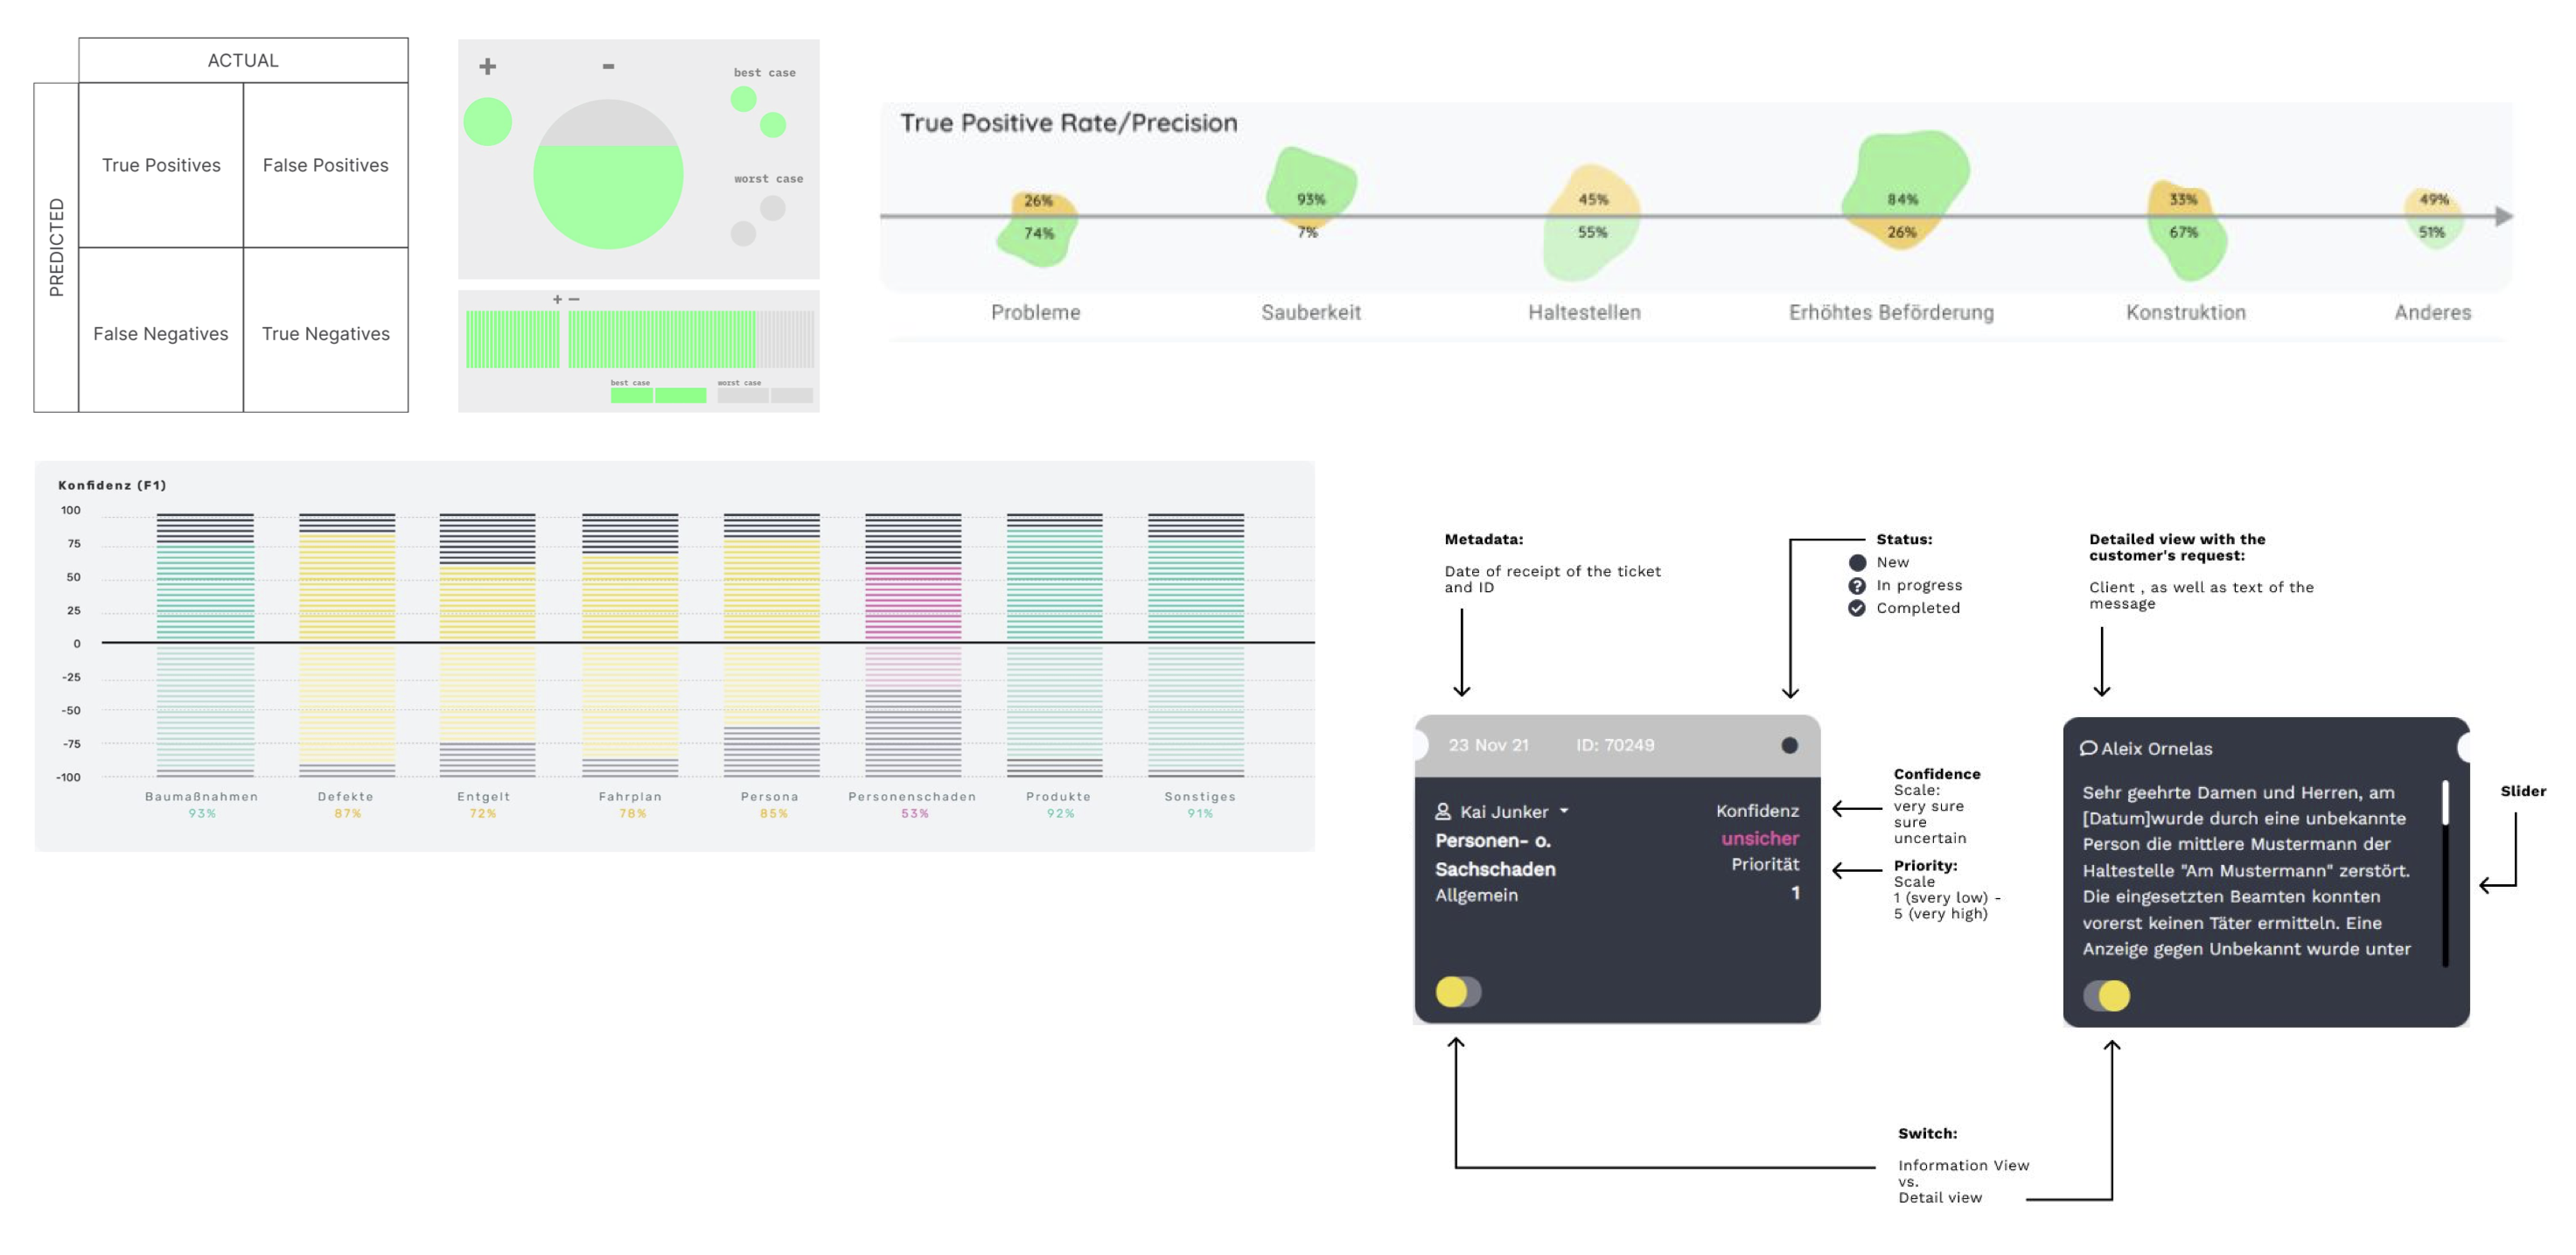 ACTUAL
PREDICTED
True Positives
False Positives
False Negatives
True Negatives
+
-
best case
worst case
+ -
best case
worst case
True Positive Rate/Precision
26%
93%
45%
84%
33%
49%
74%
7%
55%
26%
67%
51%
Probleme
Sauberkeit
Haltestellen
Erhöhtes Beförderung
Konstruktion
Anderes
Konfidenz (F1)
100
75
50
25
0
-25
-50
-75
-100
Baumaßnahmen
Defekte
Entgelt
Fahrplan
Persona
Personenschaden
Produkte
Sonstiges
93%
87%
72%
78%
85%
53%
92%
91%
Metadata:
Date of receipt of the ticket
and ID
Status:
New
? In progress
Completed
Detailed view with the
customer's request:
Client , as well as text of the
message
23 Nov 21
ID: 70249
Kai Junker
Personen- o.
Sachschaden
Allgemein
Konfidenz
unsicher
Priorität
1
Confidence
Scale:
very sure
sure
uncertain
Priority:
Scale
1 (svery low) -
5 (very high)
Aleix Ornelas
Sehr geehrte Damen und Herren, am
[Datum]wurde durch eine unbekannte
Person die mittlere Mustermann der
Haltestelle "Am Mustermann" zerstört.
Die eingesetzten Beamten konnten
vorerst keinen Täter ermitteln. Eine
Anzeige gegen Unbekannt wurde unter
Slider
Switch:
Information View
vs.
Detail view